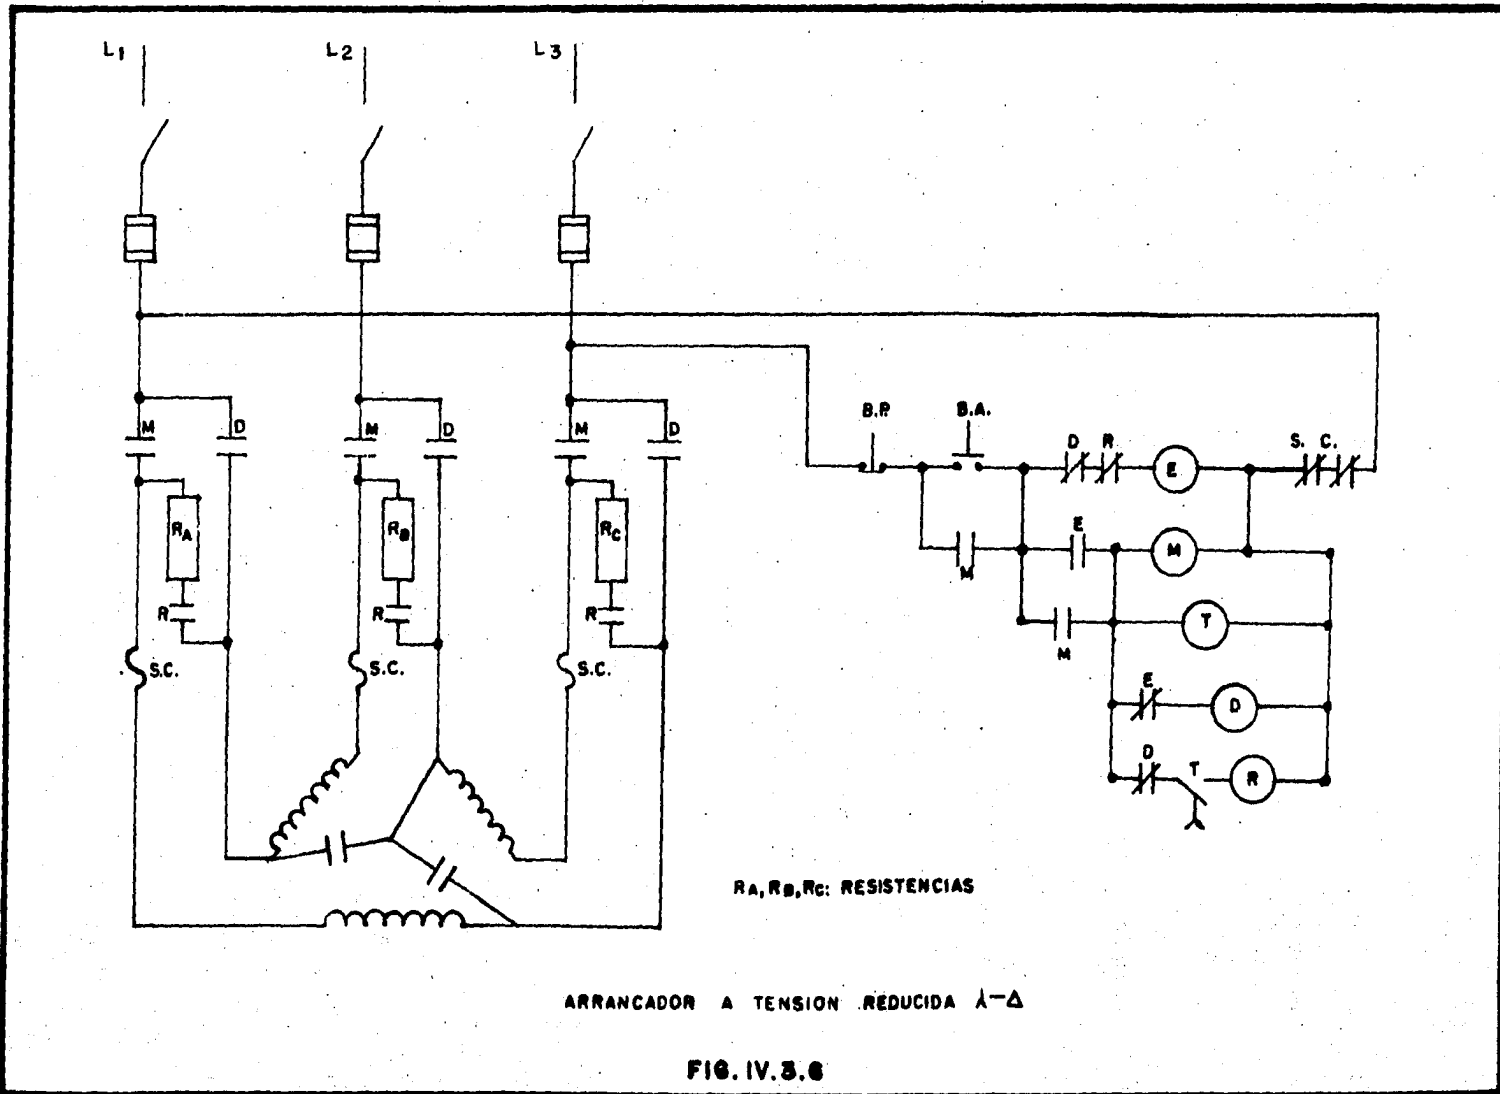 L1 L2 L3
B.P. B.A.
M D M D M D
D R E S. C.
RA RB RC
E M
M
R R R
T
M
S.C. S.C. S.C.
E D
D T R
RA, RB, RC: RESISTENCIAS
ARRANCADOR A TENSION REDUCIDA Y-Δ
FIG. IV.3.6